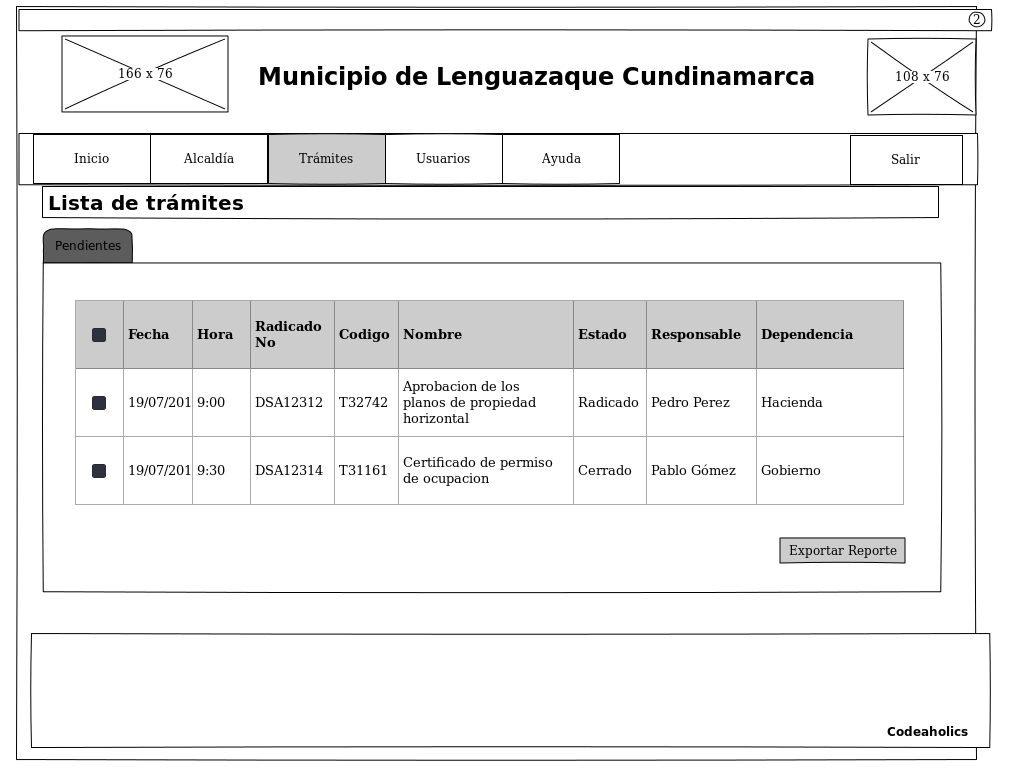 2
166 x 76
Municipio de Lenguazaque Cundinamarca
108 x 76
Inicio Alcaldía Trámites Usuarios Ayuda Salir
Lista de trámites
Pendientes
Fecha Hora Radicado No Codigo Nombre Estado Responsable Dependencia
19/07/201 9:00 DSA12312 T32742 Aprobacion de los planos de propiedad horizontal Radicado Pedro Perez Hacienda
19/07/201 9:30 DSA12314 T31161 Certificado de permiso de ocupacion Cerrado Pablo Gómez Gobierno
Exportar Reporte
Codeaholics